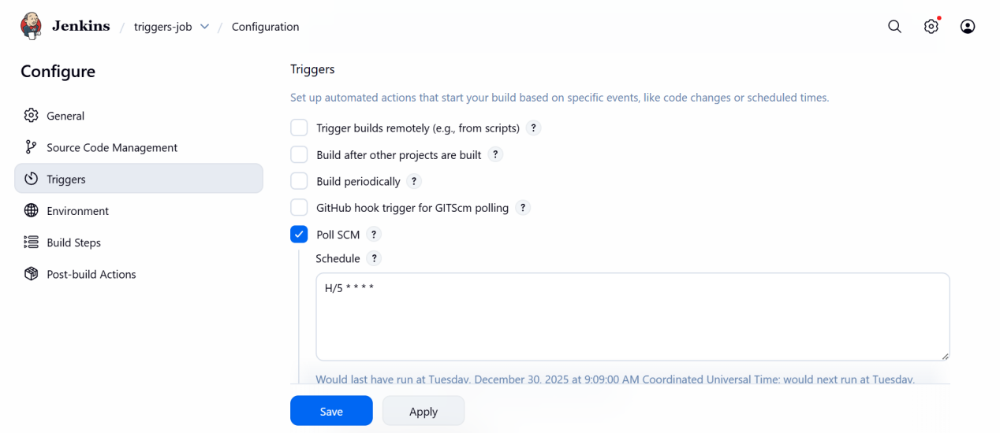 Jenkins / triggers-job / Configuration
Configure
General
Source Code Management
Triggers
Environment
Build Steps
Post-build Actions
Triggers
Set up automated actions that start your build based on specific events, like code changes or scheduled times.
Trigger builds remotely (e.g., from scripts) ?
Build after other projects are built ?
Build periodically ?
GitHub hook trigger for GITScm polling ?
Poll SCM ?
Schedule ?
H/5 * * * *
Would last have run at Tuesday, December 30, 2025 at 9:09:00 AM Coordinated Universal Time; would next run at Tuesday,
Save
Apply